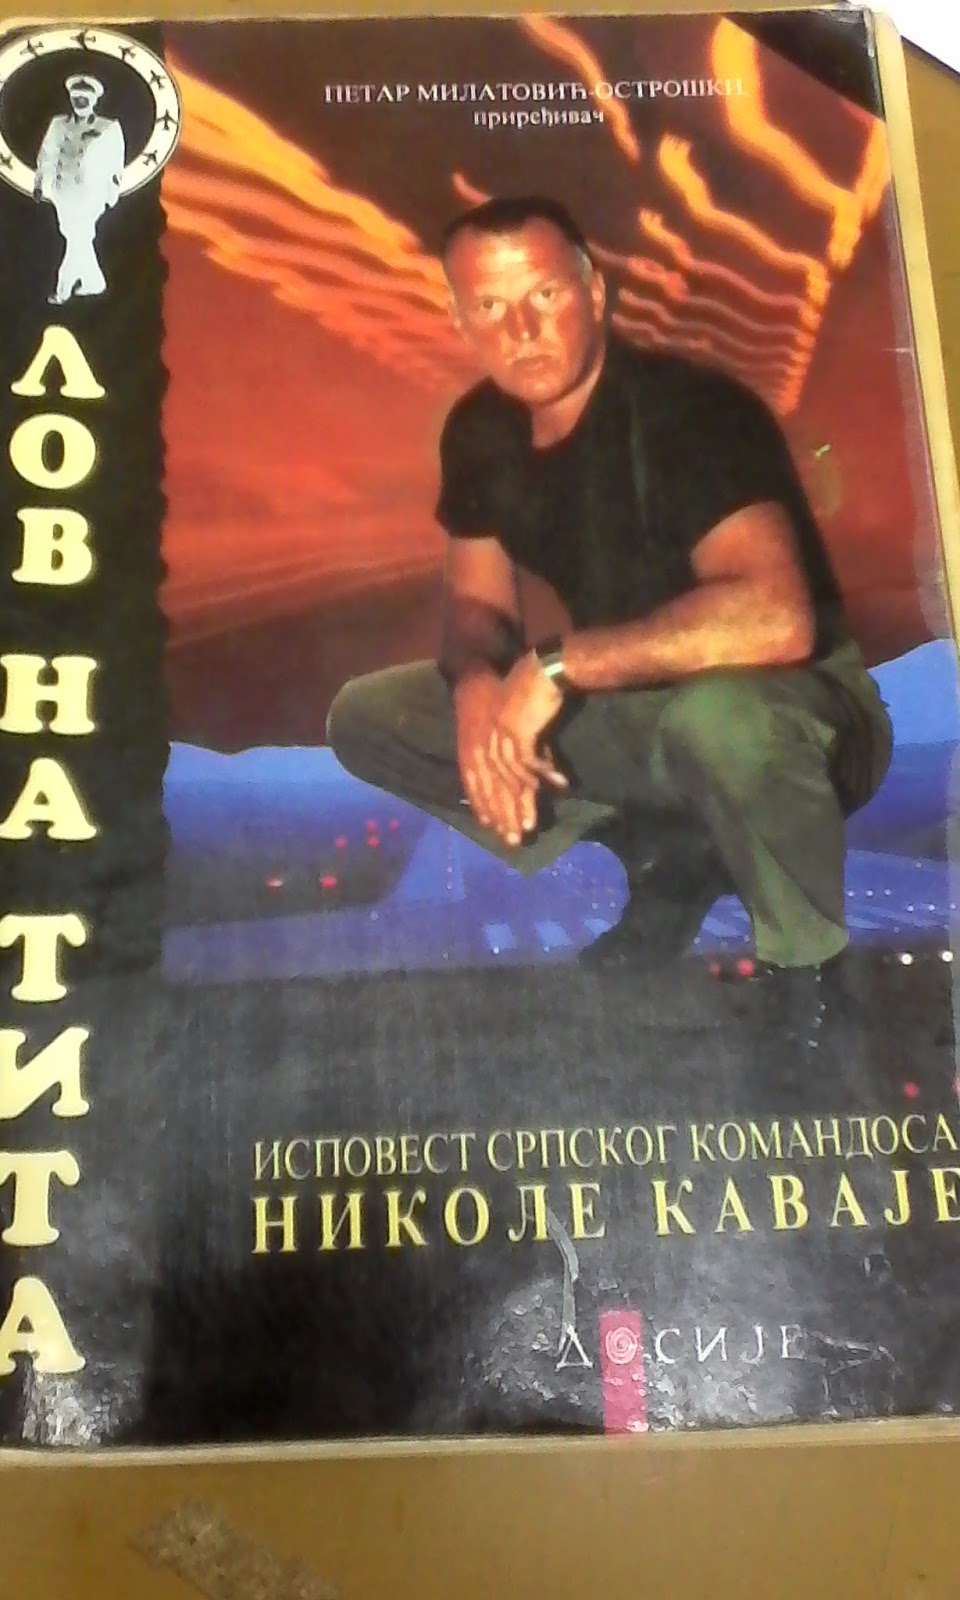 ПЕТАР МИЛАТОВИЋ-ОСТРОШКИ,
приређивач
ЛОВ НА ТИТА
ИСПОВЕСТ СРПСКОГ КОМАНДОСА
НИКОЛЕ КАВАЈЕ
ДОСИЈЕ